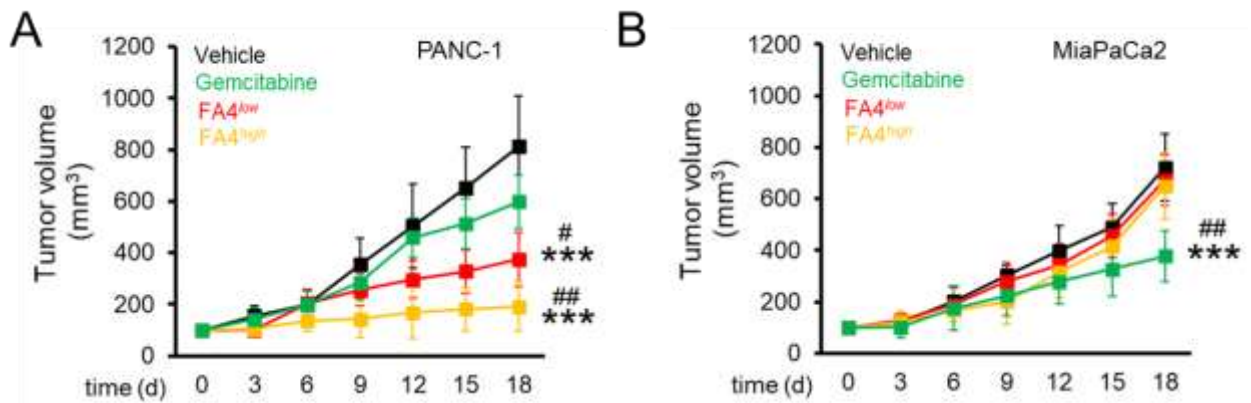 A
PANC-1
Vehicle
Gemcitabine
FA4low
FA4high
Tumor volume
(mm3)
1200
1000
800
600
400
200
0
#
***
##
***
time (d) 0 3 6 9 12 15 18
B
MiaPaCa2
Vehicle
Gemcitabine
FA4low
FA4high
Tumor volume
(mm3)
1200
1000
800
600
400
200
0
##
***
time (d) 0 3 6 9 12 15 18